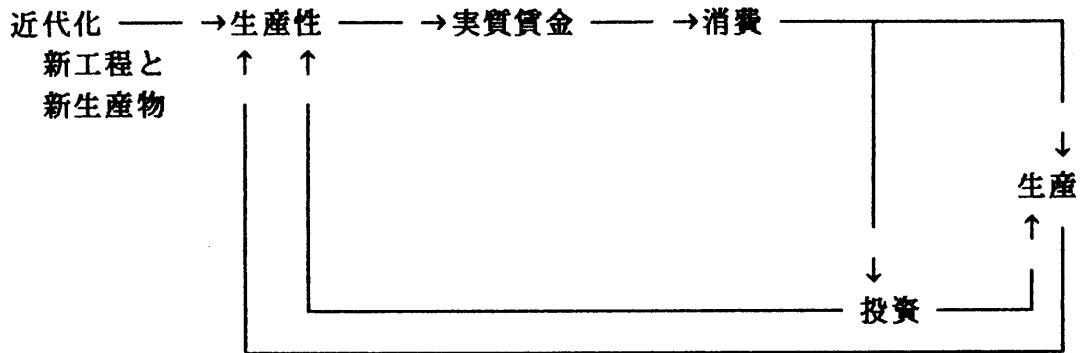 近代化 → 生産性 → 実質賃金 → 消費
新工程と ↑ ↑
新生産物
↓
生産
↑
↓
投資